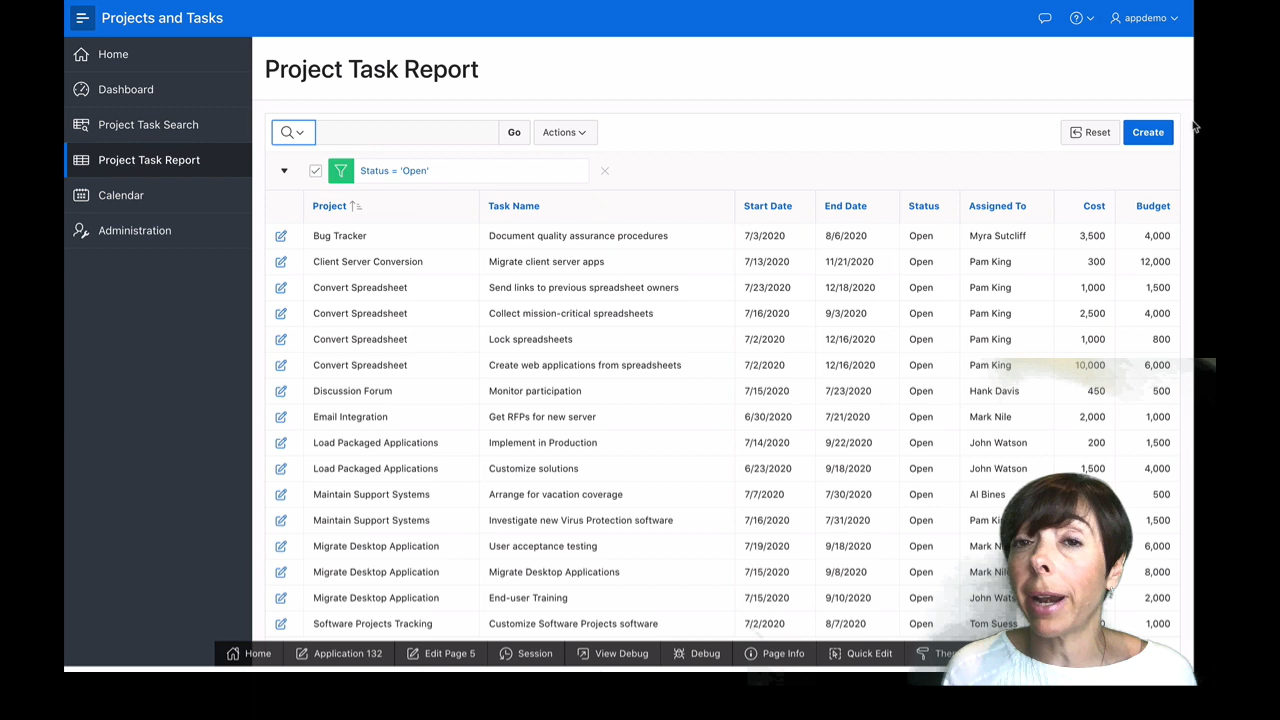 Projects and Tasks
appdemo
Home
Dashboard
Project Task Search
Project Task Report
Calendar
Administration
Project Task Report
Go Actions Reset Create
Status = 'Open'
Project Task Name Start Date End Date Status Assigned To Cost Budget
Bug Tracker Document quality assurance procedures 7/3/2020 8/6/2020 Open Myra Sutcliff 3,500 4,000
Client Server Conversion Migrate client server apps 7/13/2020 11/21/2020 Open Pam King 300 12,000
Convert Spreadsheet Send links to previous spreadsheet owners 7/23/2020 12/18/2020 Open Pam King 1,000 1,500
Convert Spreadsheet Collect mission-critical spreadsheets 7/16/2020 9/3/2020 Open Pam King 2,500 4,000
Convert Spreadsheet Lock spreadsheets 7/2/2020 12/16/2020 Open Pam King 1,000 800
Convert Spreadsheet Create web applications from spreadsheets 7/2/2020 12/16/2020 Open Pam King 10,000 6,000
Discussion Forum Monitor participation 7/15/2020 7/23/2020 Open Hank Davis 450 500
Email Integration Get RFPs for new server 6/30/2020 7/21/2020 Open Mark Nile 2,000 1,000
Load Packaged Applications Implement in Production 7/14/2020 9/22/2020 Open John Watson 200 1,500
Load Packaged Applications Customize solutions 6/23/2020 9/18/2020 Open John Watson 1,500 4,000
Maintain Support Systems Arrange for vacation coverage 7/7/2020 7/30/2020 Open Al Bines 500
Maintain Support Systems Investigate new Virus Protection software 7/16/2020 7/31/2020 Open Pam 1,500
Migrate Desktop Application User acceptance testing 7/19/2020 9/18/2020 Open Mark 6,000
Migrate Desktop Application Migrate Desktop Applications 7/15/2020 9/8/2020 Open Mark 8,000
Migrate Desktop Application End-user Training 7/15/2020 9/10/2020 Open John 2,000
Software Projects Tracking Customize Software Projects software 7/2/2020 8/7/2020 Open Tom Suess 1,000
Home Application 132 Edit Page 5 Session View Debug Debug Page Info Quick Edit